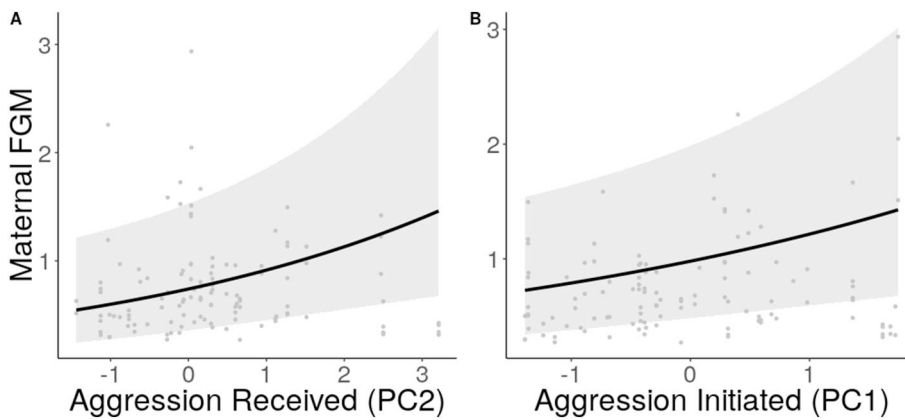 A
B
Maternal FGM
3
2
1
-1
0
1
2
3
Aggression Received (PC2)
3
2
1
-1
0
1
Aggression Initiated (PC1)